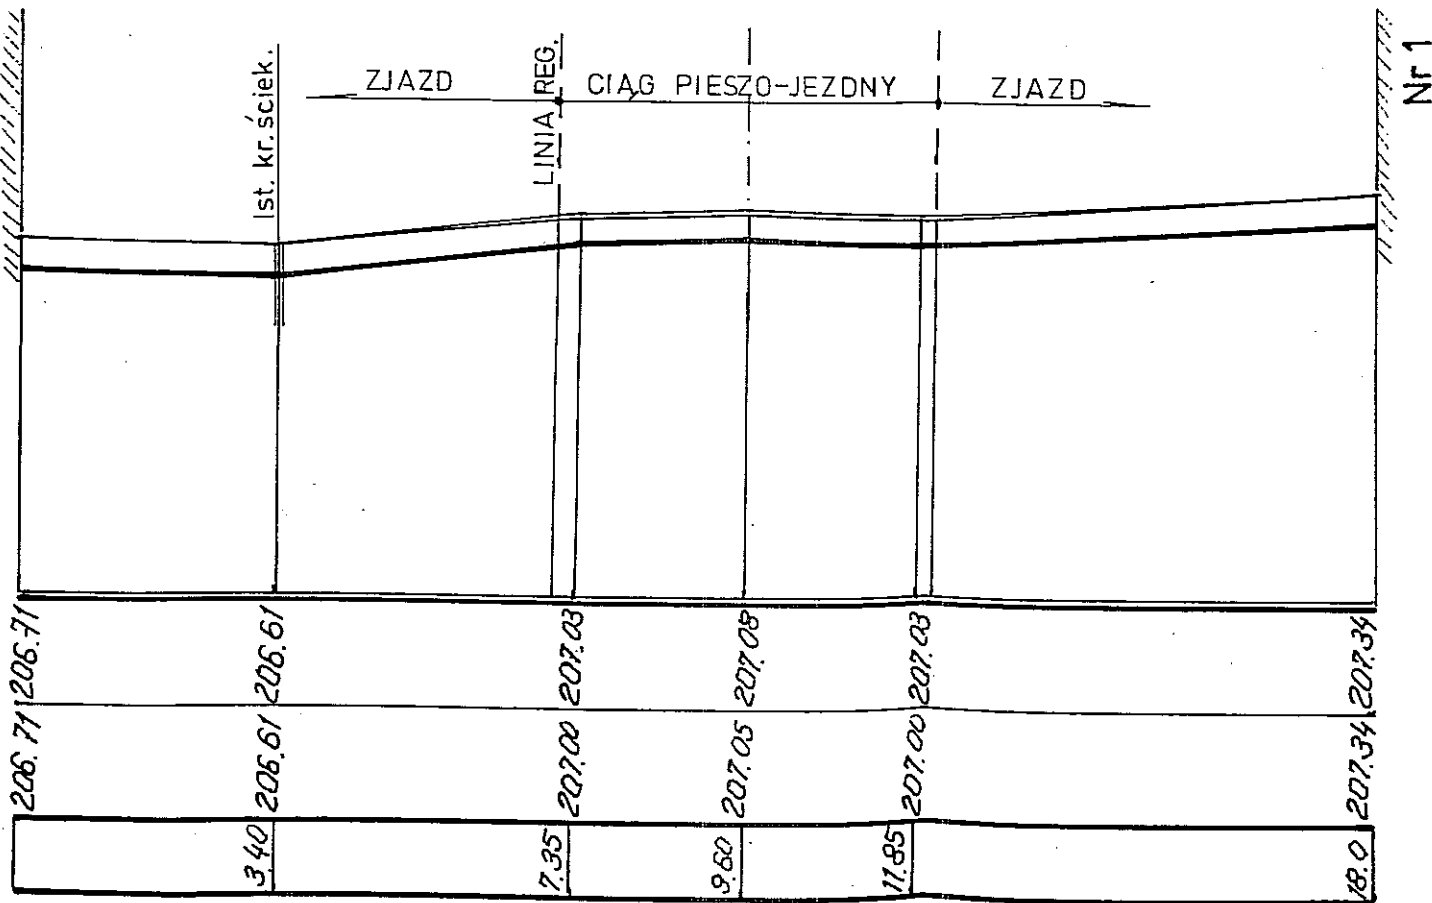 Nr 1
Ist. kr. ściek.
ZJAZD
LINIA REG.
CIĄG PIESZO-JEZDNY
ZJAZD
206.71 206.61 207.03 207.08 207.03 207.34
206.71 206.61 207.00 207.05 207.00 207.34
3.40 7.35 9.60 11.85 18.0